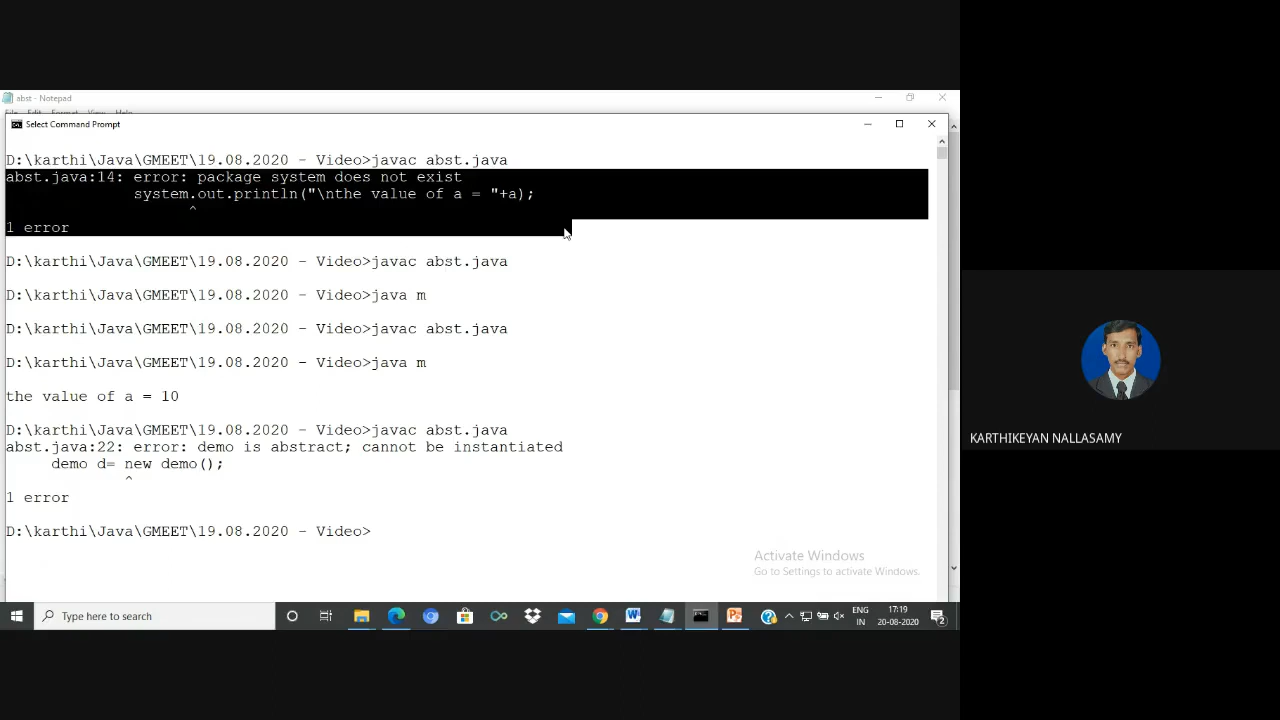 abst - Notepad
File Edit Format View Help
Select Command Prompt
D:\karthi\Java\GMEET\19.08.2020 - Video>javac abst.java
abst.java:14: error: package system does not exist
system.out.println("\nthe value of a = "+a);
^
1 error
D:\karthi\Java\GMEET\19.08.2020 - Video>javac abst.java
D:\karthi\Java\GMEET\19.08.2020 - Video>java m
D:\karthi\Java\GMEET\19.08.2020 - Video>javac abst.java
D:\karthi\Java\GMEET\19.08.2020 - Video>java m
the value of a = 10
D:\karthi\Java\GMEET\19.08.2020 - Video>javac abst.java
abst.java:22: error: demo is abstract; cannot be instantiated
demo d= new demo();
^
1 error
D:\karthi\Java\GMEET\19.08.2020 - Video>
KARTHIKEYAN NALLASAMY
Activate Windows
Go to Settings to activate Windows.
Type here to search
ENG
IN
17:19
20-08-2020
2